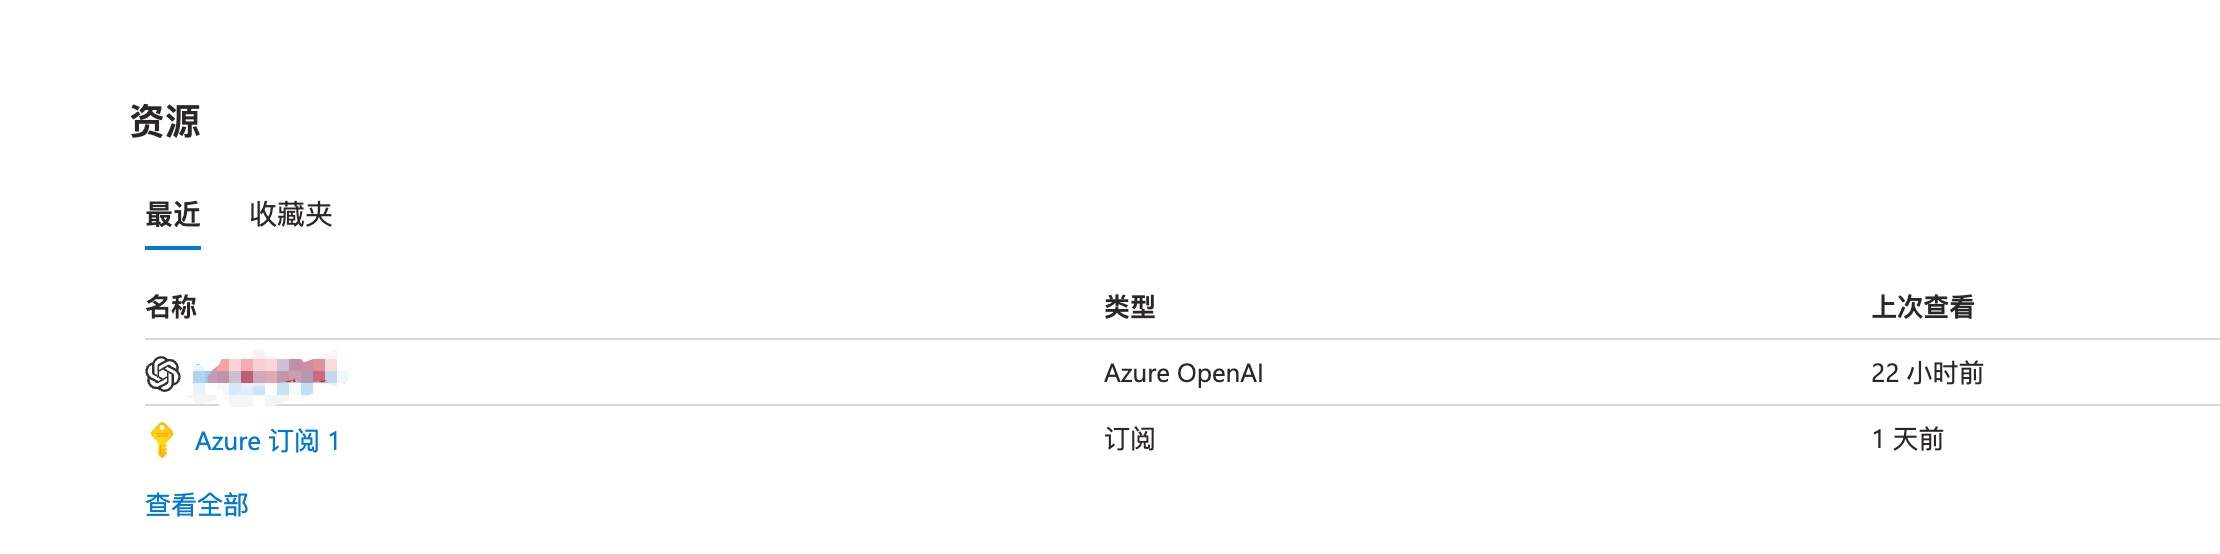 资源
最近 收藏夹
名称 类型 上次查看
Azure OpenAI 22 小时前
Azure 订阅 1 订阅 1 天前
查看全部